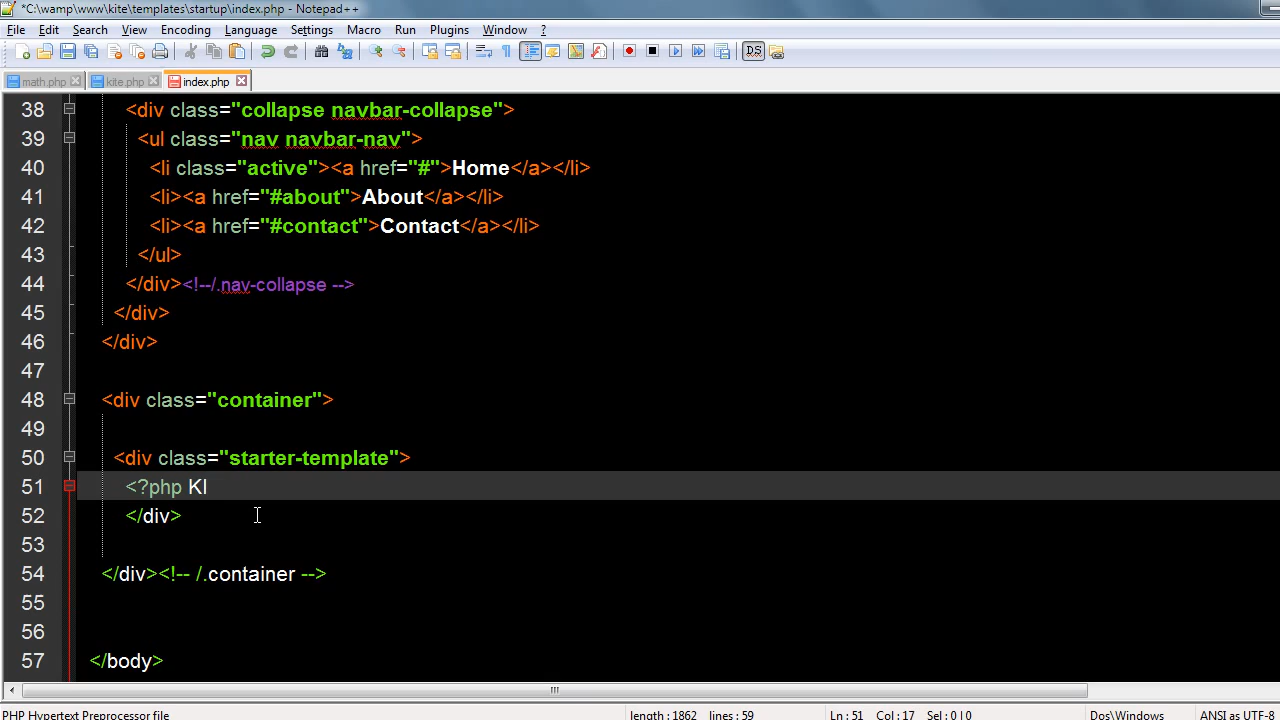 *C:\wamp\www\kite\templates\startup\index.php - Notepad++
File Edit Search View Encoding Language Settings Macro Run Plugins Window ?
math.php kite.php index.php
38 <div class="collapse navbar-collapse">
39 <ul class="nav navbar-nav">
40 <li class="active"><a href="#">Home</a></li>
41 <li><a href="#about">About</a></li>
42 <li><a href="#contact">Contact</a></li>
43 </ul>
44 </div><!--/.nav-collapse -->
45 </div>
46 </div>
47
48 <div class="container">
49
50 <div class="starter-template">
51 <?php KI
52 </div>
53
54 </div><!-- /.container -->
55
56
57 </body>
PHP Hypertext Preprocessor file length : 1862 lines : 59 Ln : 51 Col : 17 Sel : 0 | 0 Dos\Windows ANSI as UTF-8